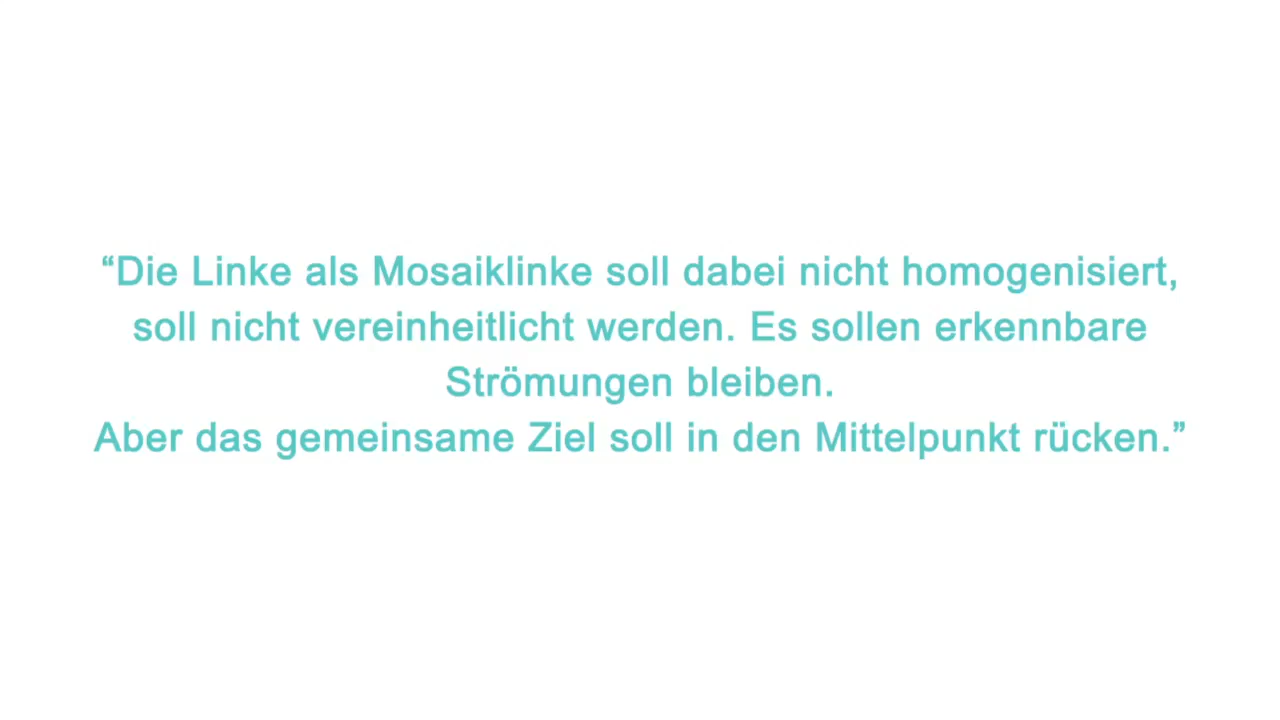 “Die Linke als Mosaiklinke soll dabei nicht homogenisiert,
soll nicht vereinheitlicht werden. Es sollen erkennbare
Strömungen bleiben.
Aber das gemeinsame Ziel soll in den Mittelpunkt rücken.”